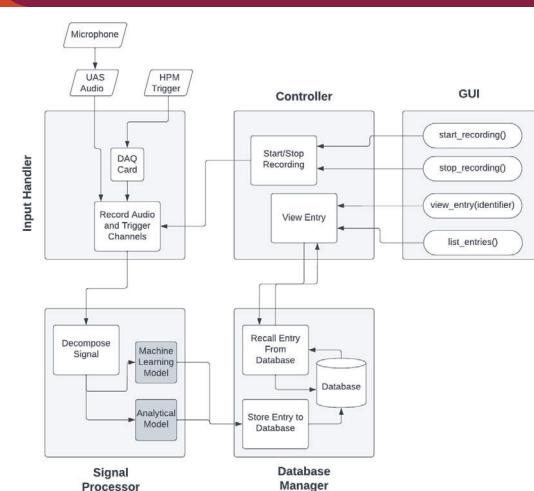 Microphone
UAS
Audio
HPM
Trigger
Controller
GUI
Input Handler
DAQ
Card
Record Audio
and Trigger
Channels
Start/Stop
Recording
View Entry
start_recording()
stop_recording()
view_entry(identifier)
list_entries()
Decompose
Signal
Machine
Learning
Model
Analytical
Model
Recall Entry
From
Database
Database
Store Entry to
Database
Signal
Processor
Database
Manager